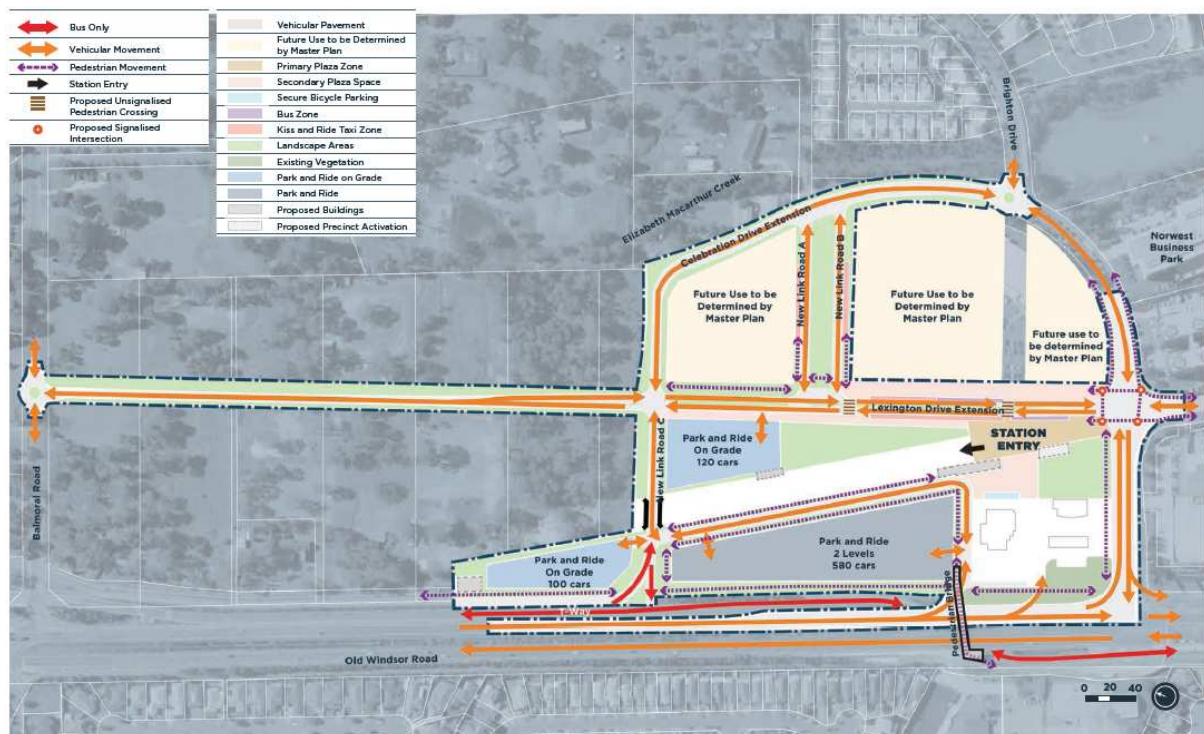 Bus Only
Vehicular Movement
Pedestrian Movement
Station Entry
Proposed Unsignalised
Pedestrian Crossing
Proposed Signalised
Intersection
Vehicular Pavement
Future Use to be Determined
by Master Plan
Primary Plaza Zone
Secondary Plaza Space
Secure Bicycle Parking
Bus Zone
Kiss and Ride Taxi Zone
Landscape Areas
Existing Vegetation
Park and Ride on Grade
Park and Ride
Proposed Buildings
Proposed Precinct Activation
Brighton Drive
Elizabeth Macarthur Creek
Celebration Drive Extension
Norwest
Business
Park
New Link Road A
New Link Road B
Future Use to be
Determined by
Master Plan
Future Use to be
Determined by
Master Plan
Future use to
be determined
by Master Plan
Lexington Drive Extension
Balmoral Road
New Link Road C
Park and Ride
On Grade
120 cars
STATION
ENTRY
Park and Ride
On Grade
100 cars
Park and Ride
2 Levels
580 cars
T-Way
Pedestrian Bridge
Old Windsor Road
0 20 40